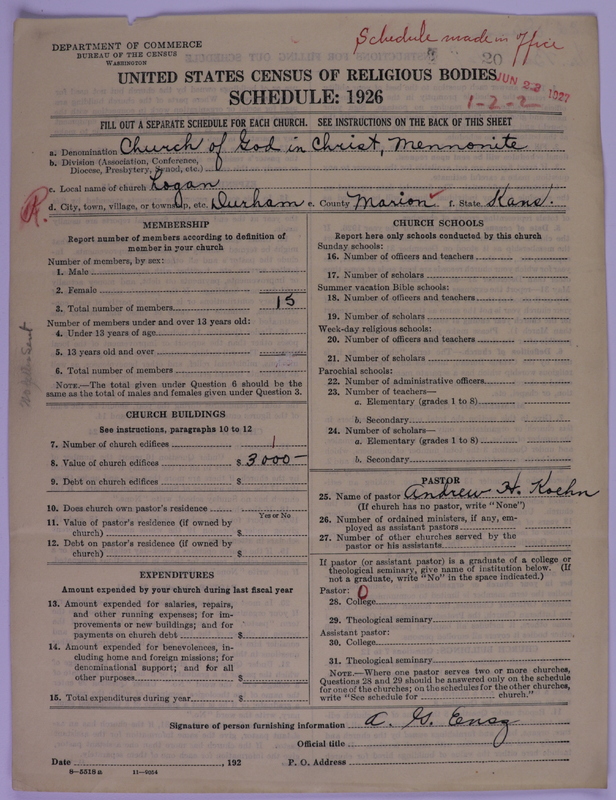 Schedule made in office
20
DEPARTMENT OF COMMERCE
BUREAU OF THE CENSUS
WASHINGTON
UNITED STATES CENSUS OF RELIGIOUS BODIES
JUN 23 1927
SCHEDULE: 1926
1-2-2
FILL OUT A SEPARATE SCHEDULE FOR EACH CHURCH. SEE INSTRUCTIONS ON THE BACK OF THIS SHEET
a. Denomination Church of God in Christ, Mennonite
b. Division (Association, Conference,
Diocese, Presbytery, Synod, etc.)
c. Local name of church Logan
d. City, town, village, or township, etc. Durham e. County Marion f. State Kans.
R.
MEMBERSHIP
Report number of members according to definition of
member in your church
Number of members, by sex:
1. Male
2. Female
3. Total number of members 15
Number of members under and over 13 years old:
4. Under 13 years of age
5. 13 years old and over
6. Total number of members
NOTE.—The total given under Question 6 should be the
same as the total of males and females given under Question 3.
CHURCH BUILDINGS
See instructions, paragraphs 10 to 12
7. Number of church edifices 1
8. Value of church edifices $ 3000—
9. Debt on church edifices $
10. Does church own pastor's residence
Yes or No
11. Value of pastor's residence (if owned by
church) $
12. Debt on pastor's residence (if owned by
church) $
EXPENDITURES
Amount expended by your church during last fiscal year
13. Amount expended for salaries, repairs,
and other running expenses; for im-
provements or new buildings; and for
payments on church debt $
14. Amount expended for benevolences, in-
cluding home and foreign missions; for
denominational support; and for all
other purposes $
15. Total expenditures during year $
CHURCH SCHOOLS
Report here only schools conducted by this church
Sunday schools:
16. Number of officers and teachers
17. Number of scholars
Summer vacation Bible schools:
18. Number of officers and teachers
19. Number of scholars
Week-day religious schools:
20. Number of officers and teachers
21. Number of scholars
Parochial schools:
22. Number of administrative officers
23. Number of teachers—
a. Elementary (grades 1 to 8)
b. Secondary
24. Number of scholars—
a. Elementary (grades 1 to 8)
b. Secondary
PASTOR
25. Name of pastor Andrew H. Koehn
(If church has no pastor, write "None")
26. Number of ordained ministers, if any, em-
ployed as assistant pastors
27. Number of other churches served by the
pastor or his assistants
If pastor (or assistant pastor) is a graduate of a college or
theological seminary, give name of institution below. (If
not a graduate, write "No" in the space indicated.)
Pastor: 0
28. College
29. Theological seminary
Assistant pastor:
30. College
31. Theological seminary
NOTE.—Where one pastor serves two or more churches,
Questions 28 and 29 should be answered only on the schedule
for one of the churches; on the schedules for the other churches,
write "See schedule for church."
Signature of person furnishing information A. G. Ensz
Official title
Date , 192 P. O. Address
8—5518a 11—9054